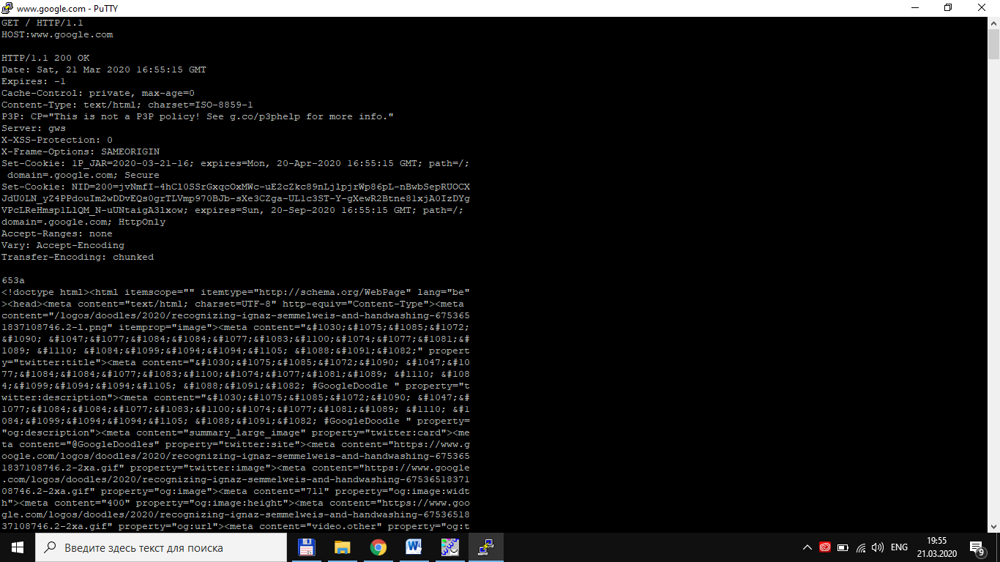 www.google.com - PuTTY
GET / HTTP/1.1
HOST:www.google.com
HTTP/1.1 200 OK
Date: Sat, 21 Mar 2020 16:55:15 GMT
Expires: -1
Cache-Control: private, max-age=0
Content-Type: text/html; charset=ISO-8859-1
P3P: CP="This is not a P3P policy! See g.co/p3phelp for more info."
Server: gws
X-XSS-Protection: 0
X-Frame-Options: SAMEORIGIN
Set-Cookie: 1P_JAR=2020-03-21-16; expires=Mon, 20-Apr-2020 16:55:15 GMT; path=/;
 domain=.google.com; Secure
Set-Cookie: NID=200=jvNmfI-4hCl0SSrGxqcOxMWc-uE2cZkc89nLjlpjrWp86pL-nBwbSepRUOCX
JdU0LN_yZ4PPdouIm2wDDvEQs0grTLVmp970BJb-sXe3CZga-UL1c3ST-Y-gXewR2Btne81xjA0IzDYg
VPcLReHmsp1LlQM_N-uUNtaigA3lxow; expires=Sun, 20-Sep-2020 16:55:15 GMT; path=/;
domain=.google.com; HttpOnly
Accept-Ranges: none
Vary: Accept-Encoding
Transfer-Encoding: chunked
653a
<!doctype html><html itemscope="" itemtype="http://schema.org/WebPage" lang="be"
><head><meta content="text/html; charset=UTF-8" http-equiv="Content-Type"><meta
content="/logos/doodles/2020/recognizing-ignaz-semmelweis-and-handwashing-675365
1837108746.2-l.png" itemprop="image"><meta content="&#1030;&#1075;&#1085;&#1072;
&#1090; &#1047;&#1077;&#1084;&#1084;&#1077;&#1083;&#1100;&#1074;&#1077;&#1081;&#
1089; &#1110; &#1084;&#1099;&#1094;&#1094;&#1105; &#1088;&#1091;&#1082;" propert
y="twitter:title"><meta content="&#1030;&#1075;&#1085;&#1072;&#1090; &#1047;&#10
77;&#1084;&#1084;&#1077;&#1083;&#1100;&#1074;&#1077;&#1081;&#1089; &#1110; &#108
4;&#1099;&#1094;&#1094;&#1105; &#1088;&#1091;&#1082; #GoogleDoodle " property="t
witter:description"><meta content="&#1030;&#1075;&#1085;&#1072;&#1090; &#1047;&#
1077;&#1084;&#1084;&#1077;&#1083;&#1100;&#1074;&#1077;&#1081;&#1089; &#1110; &#1
084;&#1099;&#1094;&#1094;&#1105; &#1088;&#1091;&#1082; #GoogleDoodle " property=
"og:description"><meta content="summary_large_image" property="twitter:card"><me
ta content="@GoogleDoodles" property="twitter:site"><meta content="https://www.g
oogle.com/logos/doodles/2020/recognizing-ignaz-semmelweis-and-handwashing-675365
1837108746.2-2xa.gif" property="twitter:image"><meta content="https://www.google
.com/logos/doodles/2020/recognizing-ignaz-semmelweis-and-handwashing-67536518371
08746.2-2xa.gif" property="og:image"><meta content="711" property="og:image:widt
h"><meta content="400" property="og:image:height"><meta content="https://www.goo
gle.com/logos/doodles/2020/recognizing-ignaz-semmelweis-and-handwashing-67536518
37108746.2-2xa.gif" property="og:url"><meta content="video.other" property="og:t
Введите здесь текст для поиска
ENG
19:55
21.03.2020
9